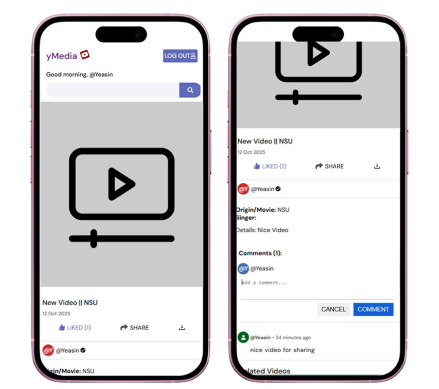 yMedia
LOG OUT
Good morning, @Yeasin
New Video || NSU
12 Oct 2025
LIKED (1)
SHARE
@Y
@Yeasin
Origin/Movie: NSU
New Video || NSU
12 Oct 2025
LIKED (1)
SHARE
@Y
@Yeasin
Origin/Movie: NSU
Singer:
Details: Nice Video
Comments (1):
@Y
@Yeasin
Add a comment...
CANCEL
COMMENT
@Yeasin • 34 minutes ago
nice video for sharing
Related Videos